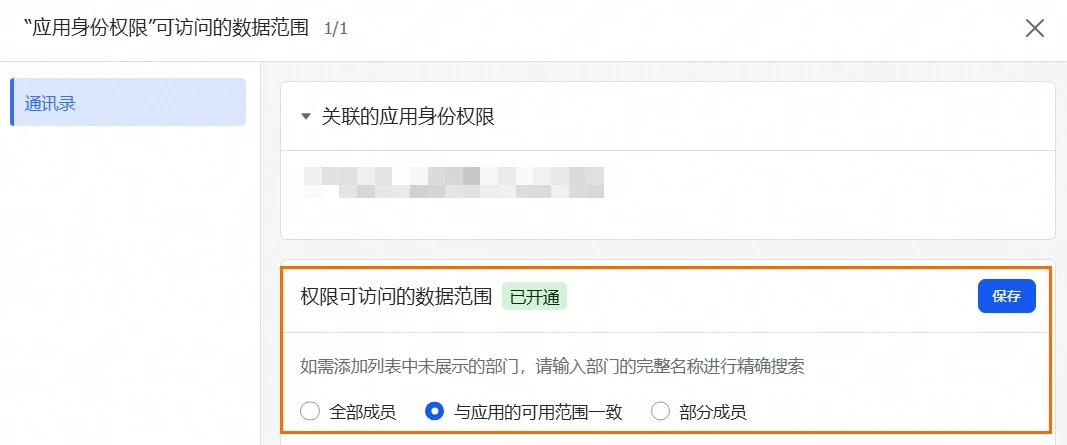 “应用身份权限”可访问的数据范围 1/1
通讯录
关联的应用身份权限
权限可访问的数据范围 已开通 保存
如需添加列表中未展示的部门，请输入部门的完整名称进行精确搜索
全部成员 与应用的可用范围一致 部分成员